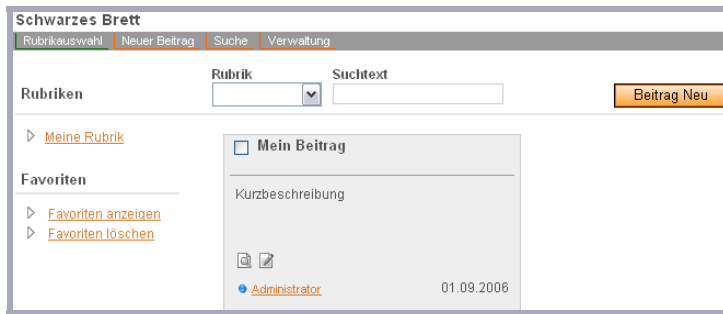 Schwarzes Brett
Rubrikauswahl Neuer Beitrag Suche Verwaltung
Rubrik Suchtext
Rubriken
Beitrag Neu
Meine Rubrik
Mein Beitrag
Favoriten
Kurzbeschreibung
Favoriten anzeigen
Favoriten löschen
Administrator 01.09.2006